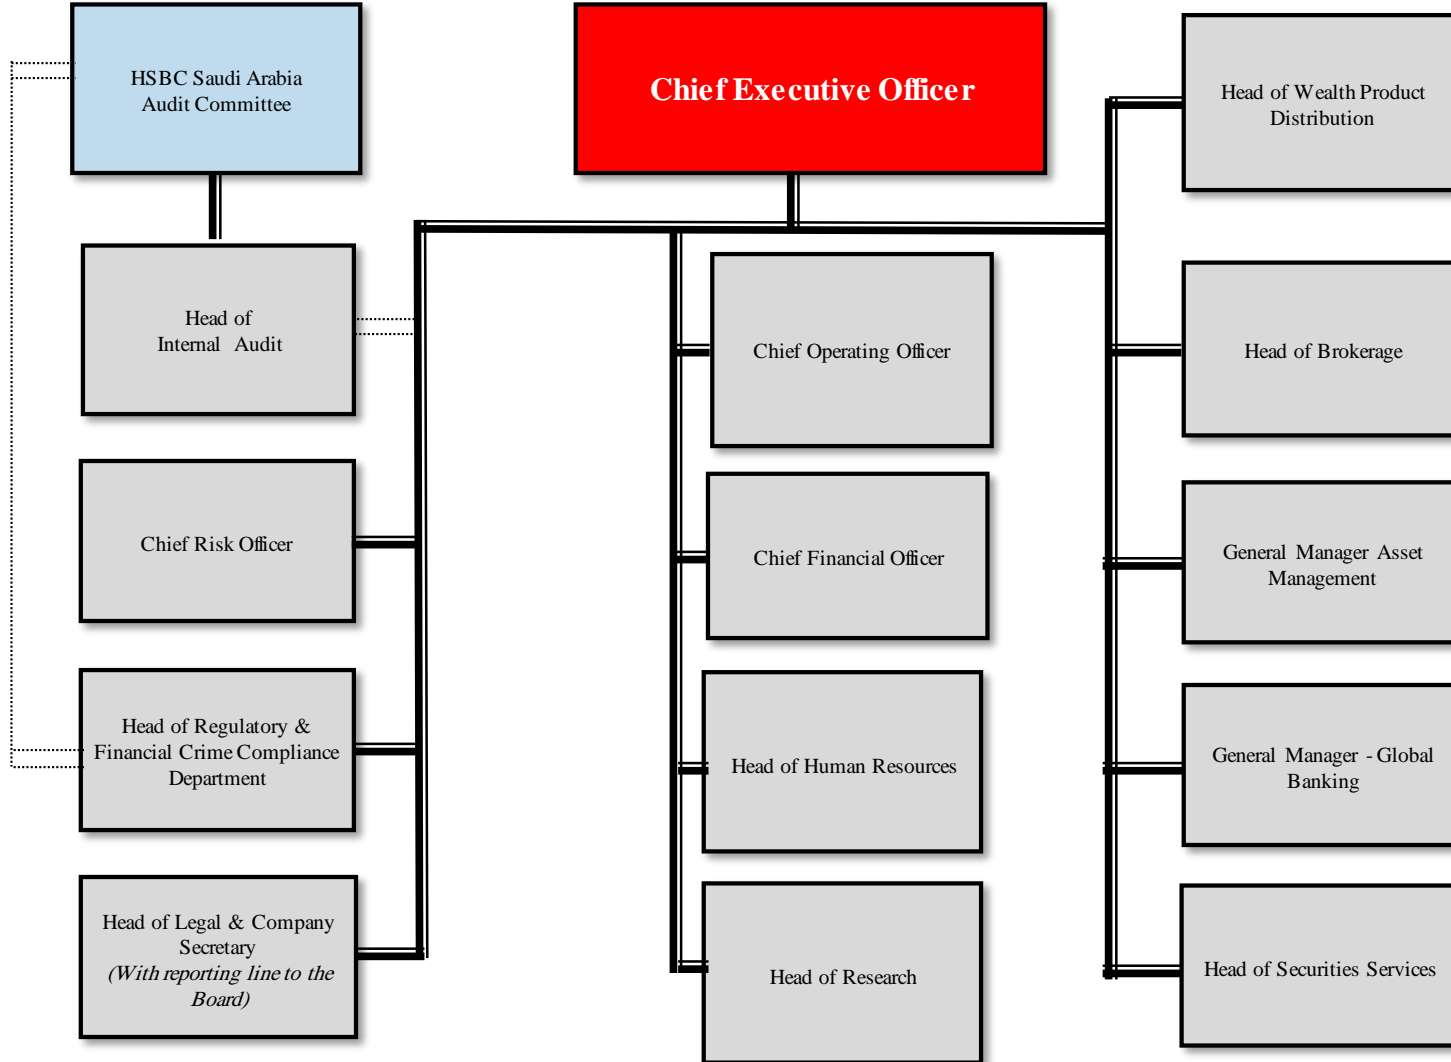 HSBC Saudi Arabia
Audit Committee
Chief Executive Officer
Head of Wealth Product
Distribution
Head of
Internal Audit
Chief Operating Officer
Head of Brokerage
Chief Risk Officer
Chief Financial Officer
General Manager Asset
Management
Head of Regulatory &
Financial Crime Compliance
Department
Head of Human Resources
General Manager - Global
Banking
Head of Legal & Company
Secretary
(With reporting line to the
Board)
Head of Research
Head of Securities Services